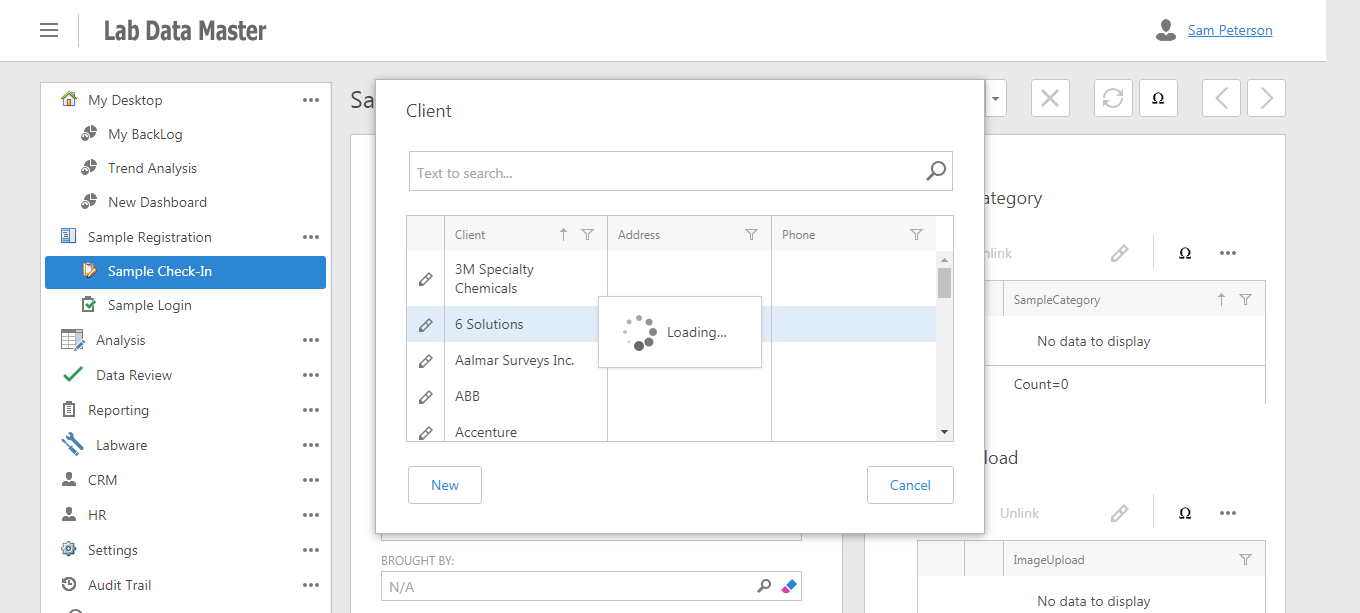 Lab Data Master
Sam Peterson
My Desktop
My BackLog
Trend Analysis
New Dashboard
Sample Registration
Sample Check-In
Sample Login
Analysis
Data Review
Reporting
Labware
CRM
HR
Settings
Audit Trail
Sa
Ω
Client
Text to search...
Client
Address
Phone
3M Specialty
Chemicals
6 Solutions
Aalmar Surveys Inc.
ABB
Accenture
Loading...
New
Cancel
BROUGHT BY:
N/A
ategory
nlink
Ω
SampleCategory
No data to display
Count=0
load
Unlink
Ω
ImageUpload
No data to display